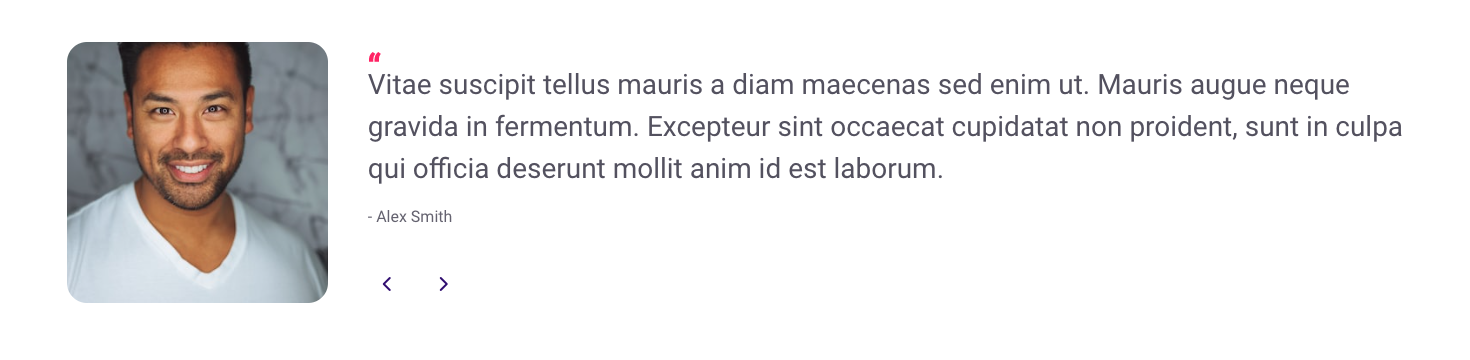 “
Vitae suscipit tellus mauris a diam maecenas sed enim ut. Mauris augue neque
gravida in fermentum. Excepteur sint occaecat cupidatat non proident, sunt in culpa
qui officia deserunt mollit anim id est laborum.
- Alex Smith